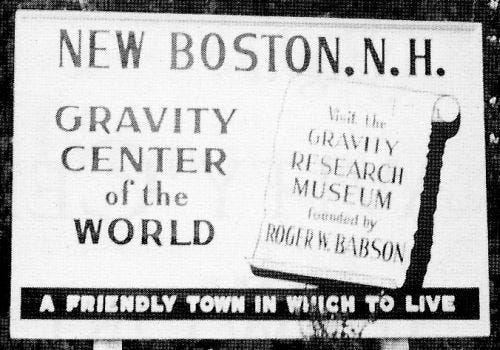 NEW BOSTON. N. H.
GRAVITY
CENTER
of the
WORLD
Visit the
GRAVITY
RESEARCH
MUSEUM
founded by
ROGER W. BABSON
A FRIENDLY TOWN IN WHICH TO LIVE